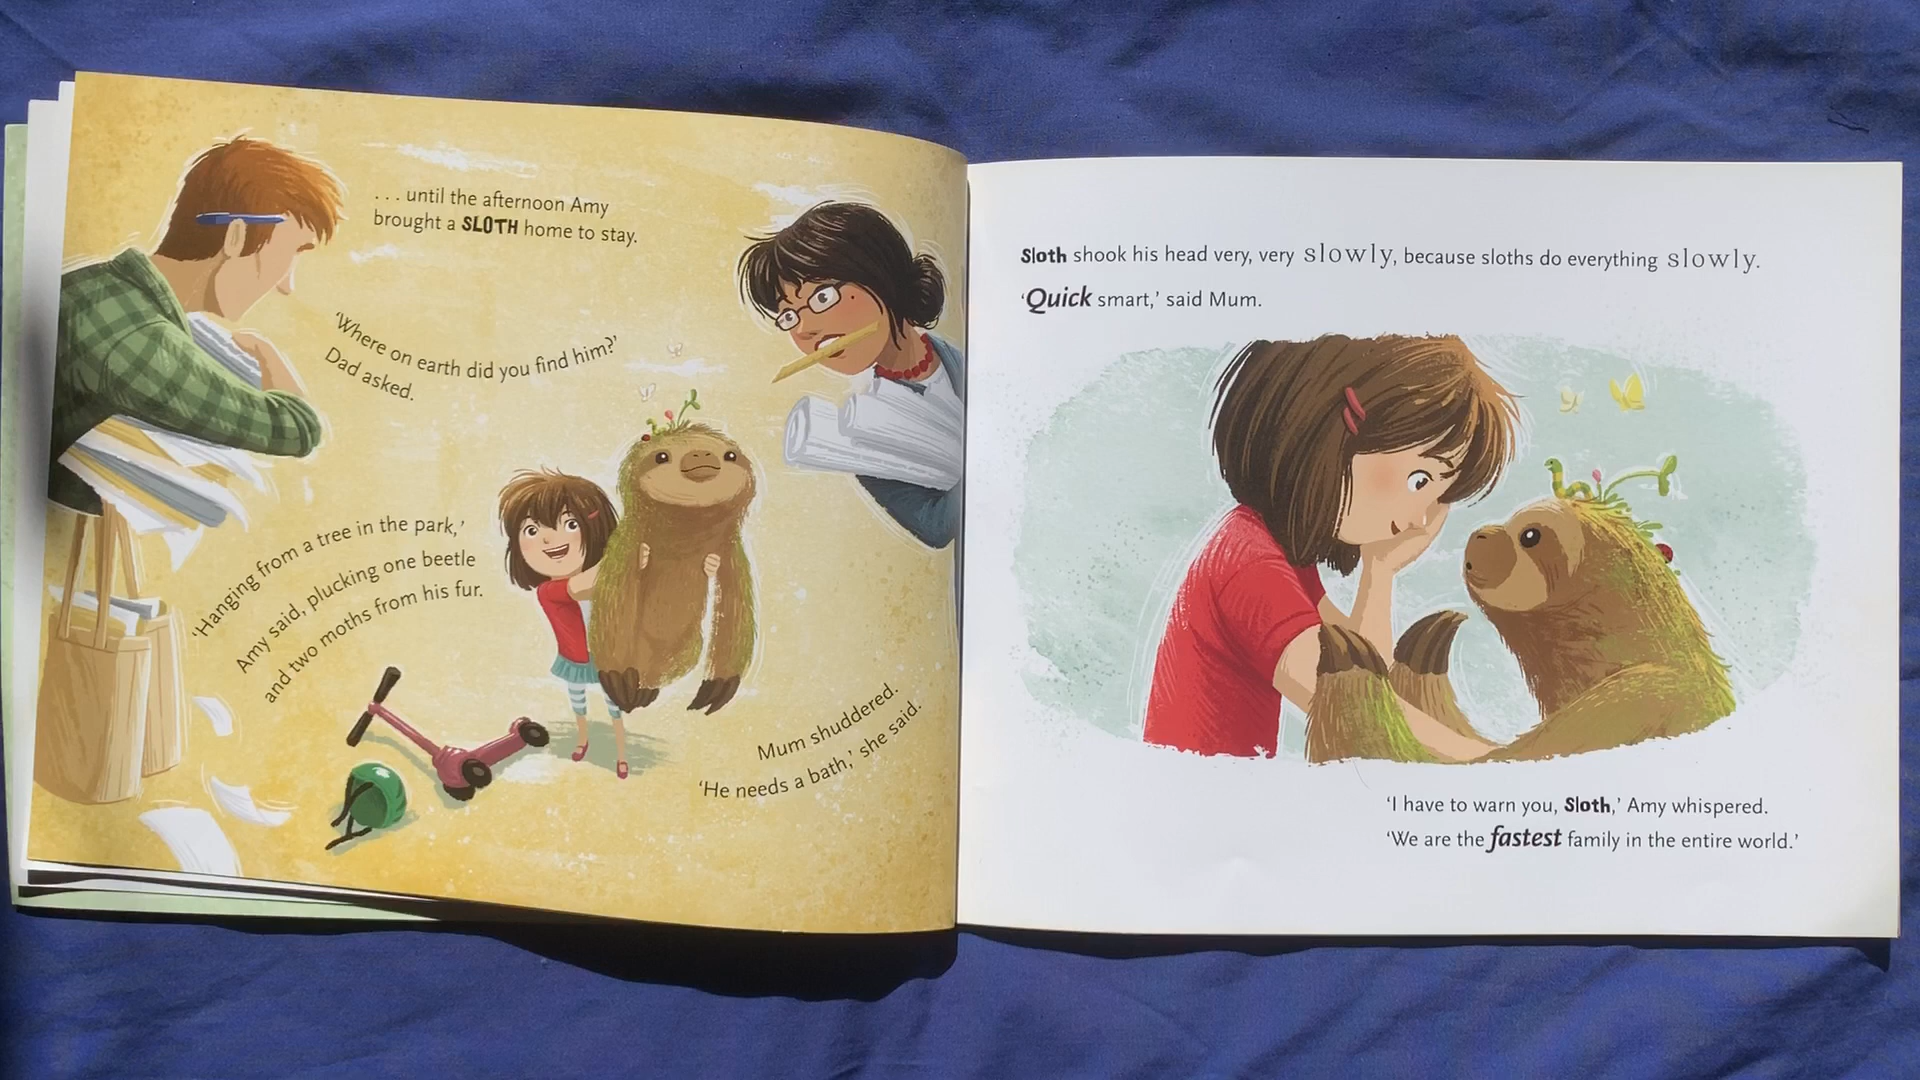 . . . until the afternoon Amy
brought a SLOTH home to stay.
‘Where on earth did you find him?’
Dad asked.
‘Hanging from a tree in the park,’
Amy said, plucking one beetle
and two moths from his fur.
Mum shuddered.
‘He needs a bath,’ she said.
Sloth shook his head very, very slowly, because sloths do everything slowly.
‘Quick smart,’ said Mum.
‘I have to warn you, Sloth,’ Amy whispered.
‘We are the fastest family in the entire world.’